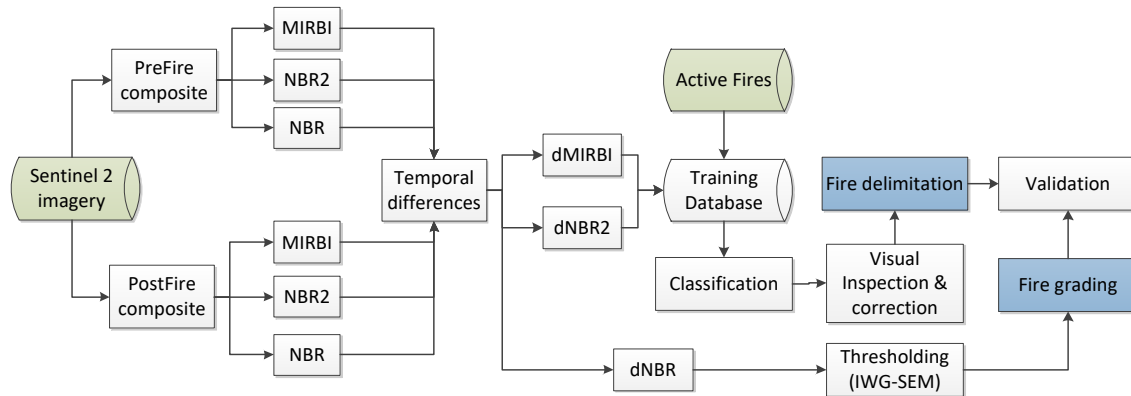 MIRBI
PreFire
composite
NBR2
NBR
Sentinel 2
imagery
PostFire
composite
MIRBI
NBR2
NBR
Temporal
differences
dMIRBI
dNBR2
dNBR
Active Fires
Training
Database
Classification
Visual
Inspection &
correction
Fire delimitation
Validation
Fire grading
Thresholding
(IWG-SEM)